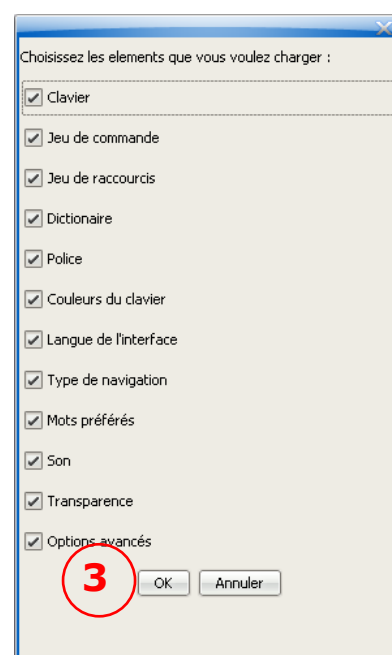 Choisissez les elements que vous voulez charger :
Clavier
Jeu de commande
Jeu de raccourcis
Dictionaire
Police
Couleurs du clavier
Langue de l'interface
Type de navigation
Mots préférés
Son
Transparence
Options avancés
3 OK Annuler